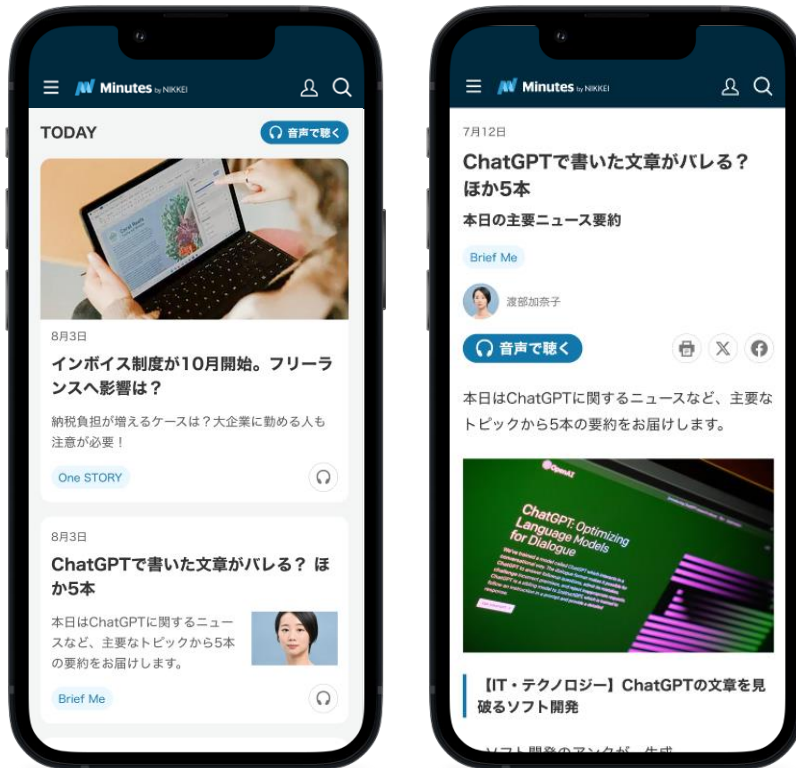 Minutes by NIKKEI
TODAY
音声で聴く
8月3日
インボイス制度が10月開始。フリーラ
ンスへ影響は？
納税負担が増えるケースは？大企業に勤める人も
注意が必要！
One STORY
8月3日
ChatGPTで書いた文章がバレる？ ほ
か5本
本日はChatGPTに関するニュー
スなど、主要なトピックから5本
の要約をお届けします。
Brief Me
Minutes by NIKKEI
7月12日
ChatGPTで書いた文章がバレる？
ほか5本
本日の主要ニュース要約
Brief Me
渡部加奈子
音声で聴く
本日はChatGPTに関するニュースなど、主要な
トピックから5本の要約をお届けします。
OpenAI
ChatGPT: Optimizing
Language Models
for Dialogue
【IT・テクノロジー】ChatGPTの文章を見
破るソフト開発